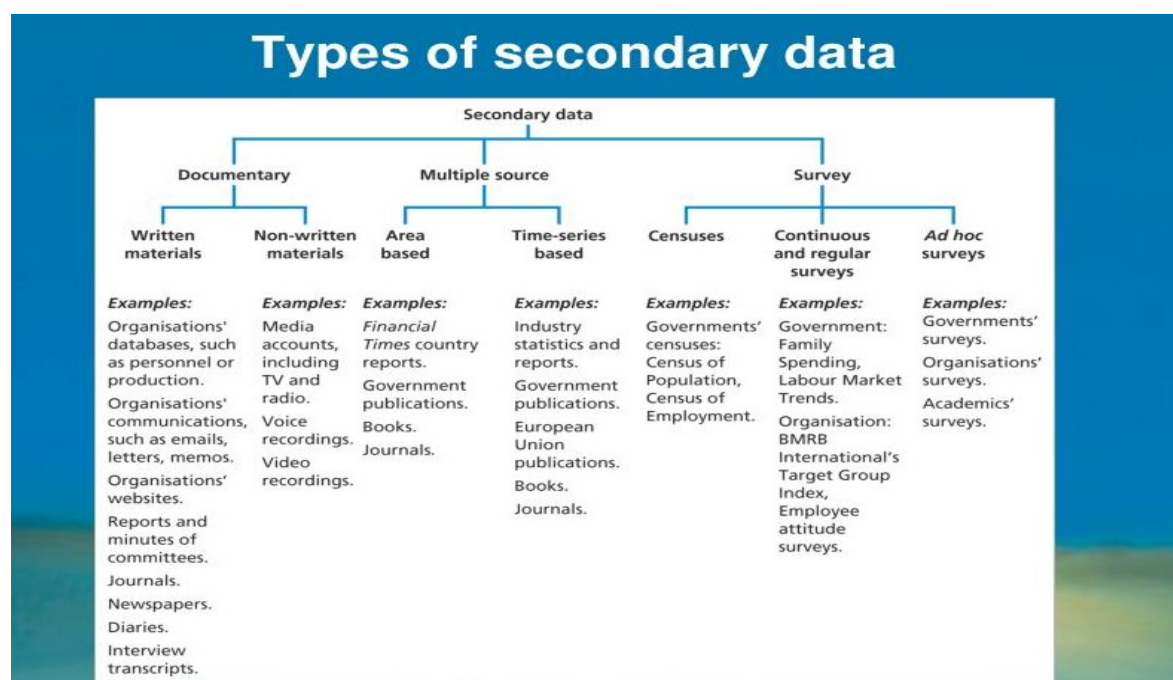 Types of secondary data
Secondary data
Documentary
Multiple source
Survey
Written
materials
Non-written
materials
Area
based
Time-series
based
Censuses
Continuous
and regular
surveys
Ad hoc
surveys
Examples:
Organisations'
databases, such
as personnel or
production.
Organisations'
communications,
such as emails,
letters, memos.
Organisations'
websites.
Reports and
minutes of
committees.
Journals.
Newspapers.
Diaries.
Interview
transcripts.
Examples:
Media
accounts,
including
TV and
radio.
Voice
recordings.
Video
recordings.
Examples:
Financial
Times country
reports.
Government
publications.
Books.
Journals.
Examples:
Industry
statistics and
reports.
Government
publications.
European
Union
publications.
Books.
Journals.
Examples:
Governments'
censuses:
Census of
Population,
Census of
Employment.
Examples:
Government:
Family
Spending,
Labour Market
Trends.
Organisation:
BMRB
International's
Target Group
Index,
Employee
attitude
surveys.
Examples:
Governments'
surveys.
Organisations'
surveys.
Academics'
surveys.